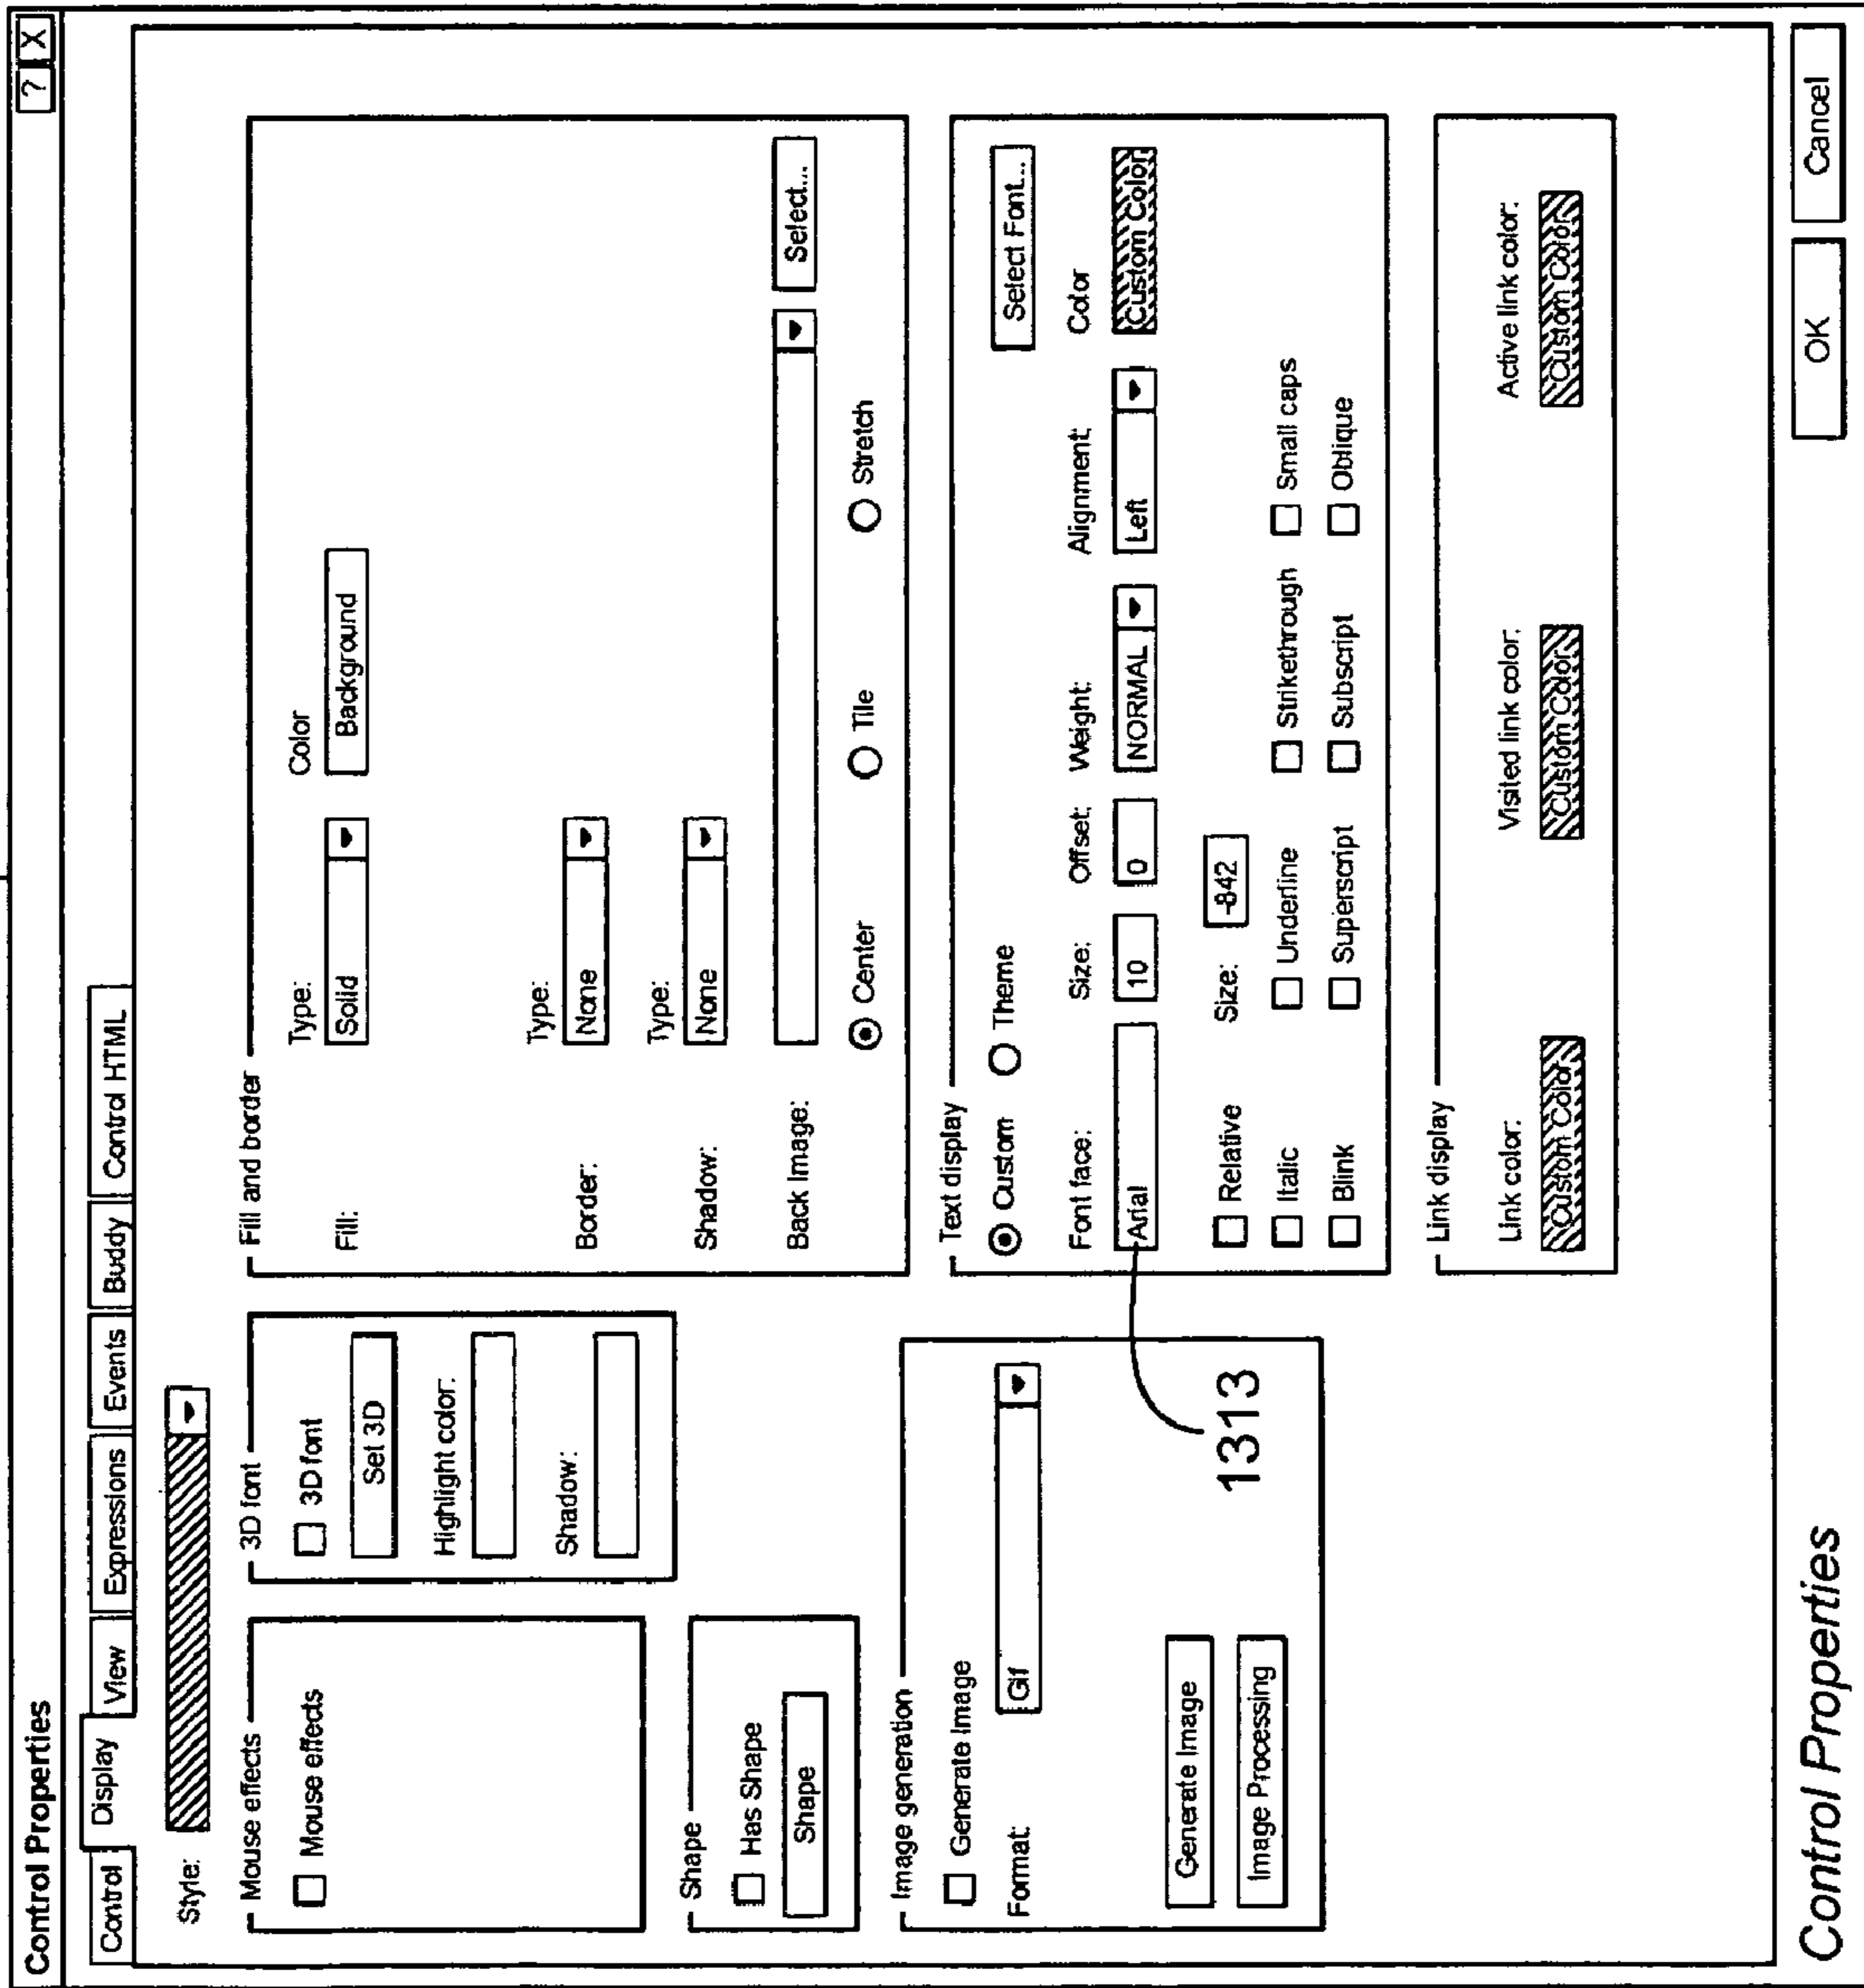 Control Properties
? X
Control Display View Expressions Events Buddy Control HTML
Style:
Mouse effects
Mouse effects
Shape
Has Shape
Shape
Image generation
Generate Image
Format:
Gif
Generate Image
Image Processing
3D font
3D font
Set 3D
Highlight color:
Shadow:
1313
Fill and border
Type: Color
Fill: Solid Background
Type:
Border: None
Type:
Shadow: None
Back Image: Select...
Center Tile Stretch
Text display
Custom Theme Select Font...
Font face: Size: Offset: Weight: Alignment: Color
Arial 10 0 NORMAL Left Custom Color
Relative Size: -842
Italic Underline Strikethrough Small caps
Blink Superscript Subscript Oblique
Link display
Link color: Visited link color: Active link color:
Custom Color Custom Color Custom Color
OK Cancel
Control Properties